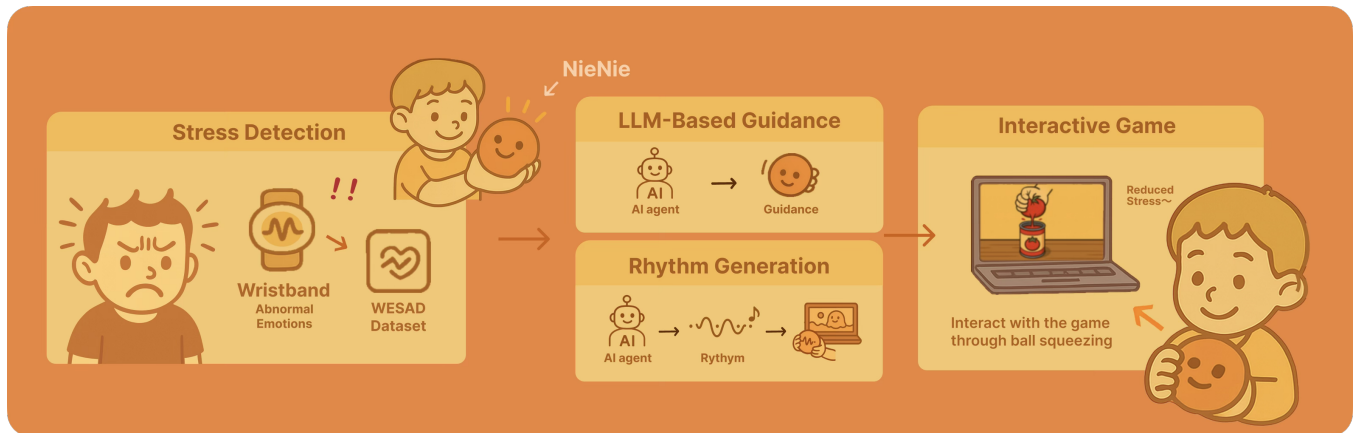 NieNie
Stress Detection
!!
Wristband
Abnormal
Emotions
WESAD
Dataset
LLM-Based Guidance
AI
AI agent
Guidance
Rhythm Generation
AI
AI agent
Rythym
Interactive Game
Reduced
Stress～
Interact with the game
through ball squeezing